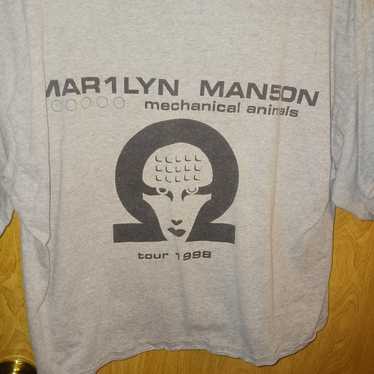 MAR1LYN MAN5ON
mechanical animals
tour 1998